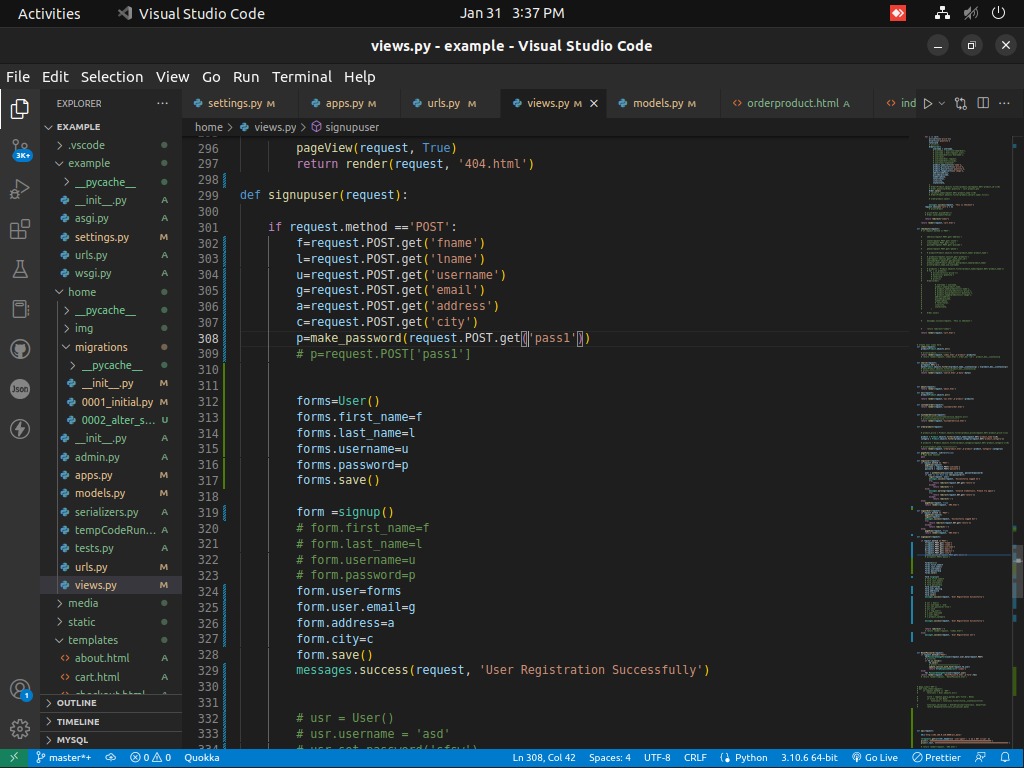 Activities
Visual Studio Code
Jan 31 3:37 PM
views.py - example - Visual Studio Code
File Edit Selection View Go Run Terminal Help
EXPLORER
settings.py M
apps.py M
urls.py M
views.py M
models.py M
orderproduct.html A
ind
home > views.py > signupuser
3K+
EXAMPLE
.vscode
example
__pycache__
__init__.py A
asgi.py A
settings.py M
urls.py A
wsgi.py A
home
__pycache__
img
migrations
__pycache__
__init__.py M
0001_initial.py M
0002_alter_s... U
__init__.py A
admin.py A
apps.py M
models.py M
serializers.py A
tempCodeRun... A
tests.py A
urls.py M
views.py M
media
static
templates
about.html A
cart.html A
checkout.html
OUTLINE
TIMELINE
MYSQL
Json
1
296 pageView(request, True)
297 return render(request, '404.html')
298
299 def signupuser(request):
300
301 if request.method =='POST':
302 f=request.POST.get('fname')
303 l=request.POST.get('lname')
304 u=request.POST.get('username')
305 g=request.POST.get('email')
306 a=request.POST.get('address')
307 c=request.POST.get('city')
308 p=make_password(request.POST.get('pass1'))
309 # p=request.POST['pass1']
310
311
312 forms=User()
313 forms.first_name=f
314 forms.last_name=l
315 forms.username=u
316 forms.password=p
317 forms.save()
318
319 form =signup()
320 # form.first_name=f
321 # form.last_name=l
322 # form.username=u
323 # form.password=p
324 form.user=forms
325 form.user.email=g
326 form.address=a
327 form.city=c
328 form.save()
329 messages.success(request, 'User Registration Successfully')
330
331
332 # usr = User()
333 # usr.username = 'asd'
334
master*+
0 0
Quokka
Ln 308, Col 42
Spaces: 4
UTF-8
CRLF
Python
3.10.6 64-bit
Go Live
Prettier